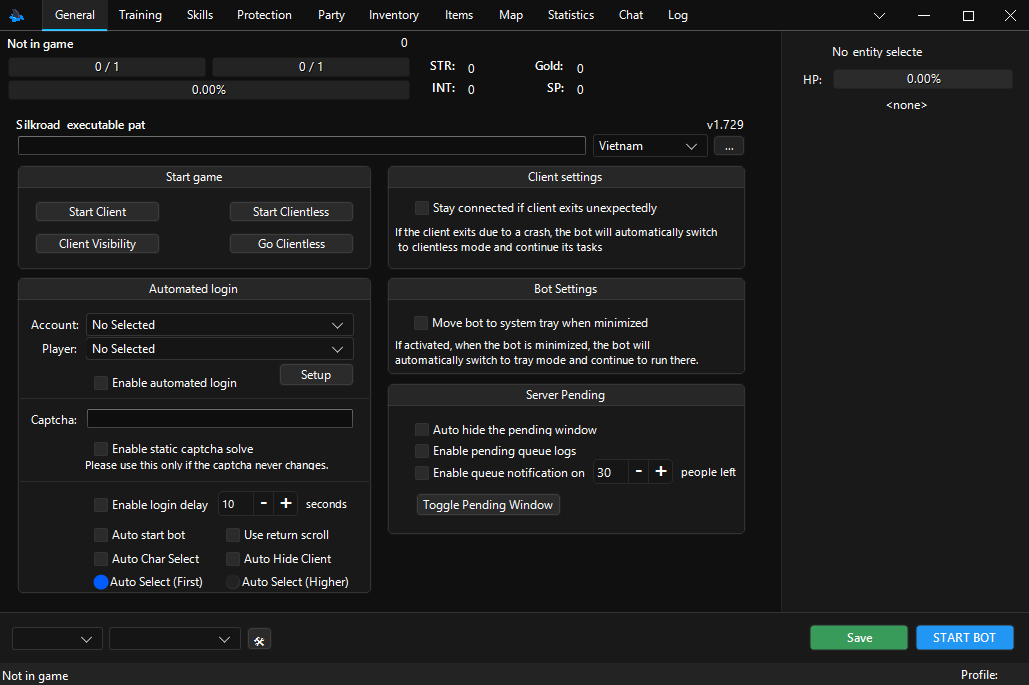 General Training Skills Protection Party Inventory Items Map Statistics Chat Log
Not in game 0
0 / 1 0 / 1
0.00%
STR: 0 Gold: 0
INT: 0 SP: 0
No entity selecte
HP: 0.00%
<none>
Silkroad executable pat v1.729
Vietnam ...
Start game
Start Client Start Clientless
Client Visibility Go Clientless
Client settings
Stay connected if client exits unexpectedly
If the client exits due to a crash, the bot will automatically switch
to clientless mode and continue its tasks
Automated login
Account: No Selected
Player: No Selected
Enable automated login Setup
Captcha:
Enable static captcha solve
Please use this only if the captcha never changes.
Enable login delay 10 - + seconds
Auto start bot Use return scroll
Auto Char Select Auto Hide Client
Auto Select (First) Auto Select (Higher)
Bot Settings
Move bot to system tray when minimized
If activated, when the bot is minimized, the bot will
automatically switch to tray mode and continue to run there.
Server Pending
Auto hide the pending window
Enable pending queue logs
Enable queue notification on 30 - + people left
Toggle Pending Window
Save START BOT
Not in game Profile: